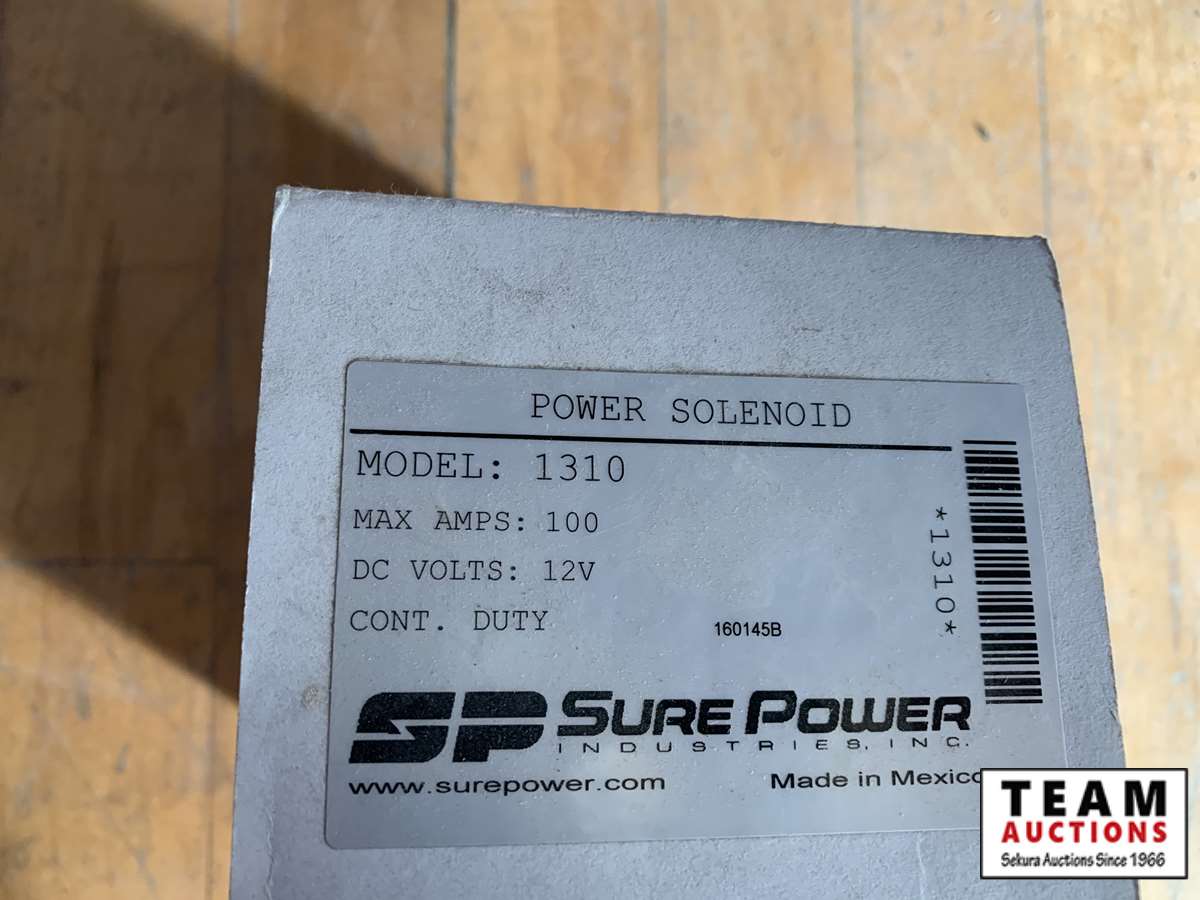 POWER SOLENOID
MODEL: 1310
MAX AMPS: 100
DC VOLTS: 12V
CONT. DUTY
160145B
*1310*
SP SURE POWER
INDUSTRIES, INC.
www.surepower.com
Made in Mexico
TEAM
AUCTIONS
Sekura Auctions Since 1966